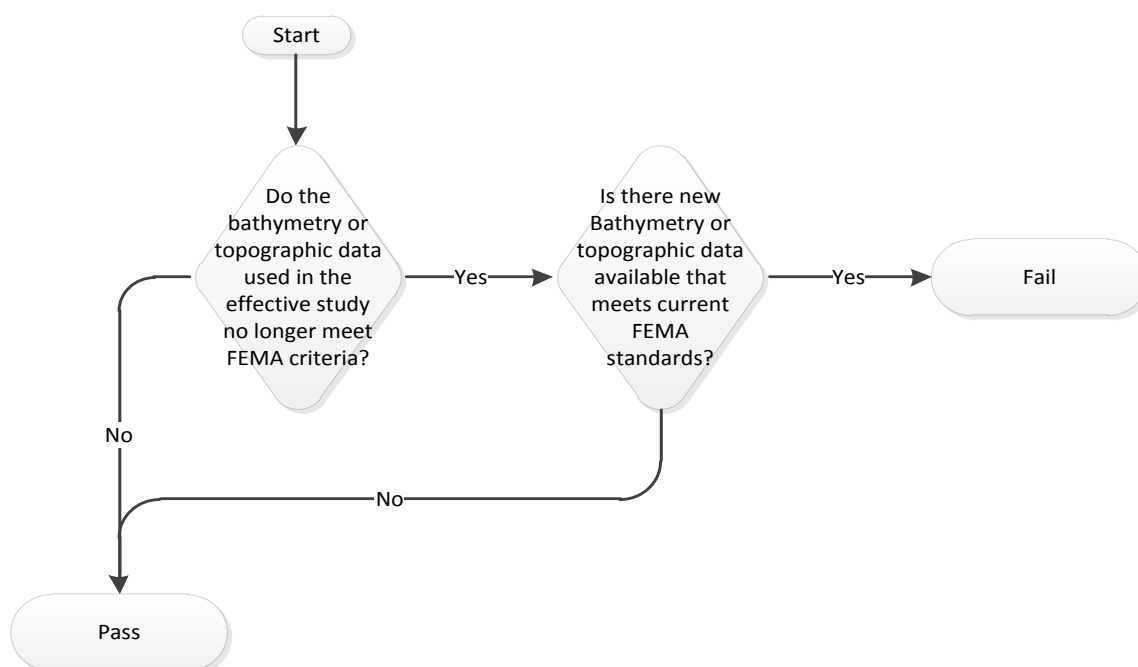 Start
Do the
bathymetry or
topographic data
used in the
effective study
no longer meet
FEMA criteria?
Yes
Is there new
Bathymetry or
topographic data
available that
meets current
FEMA
standards?
Yes
Fail
No
No
Pass